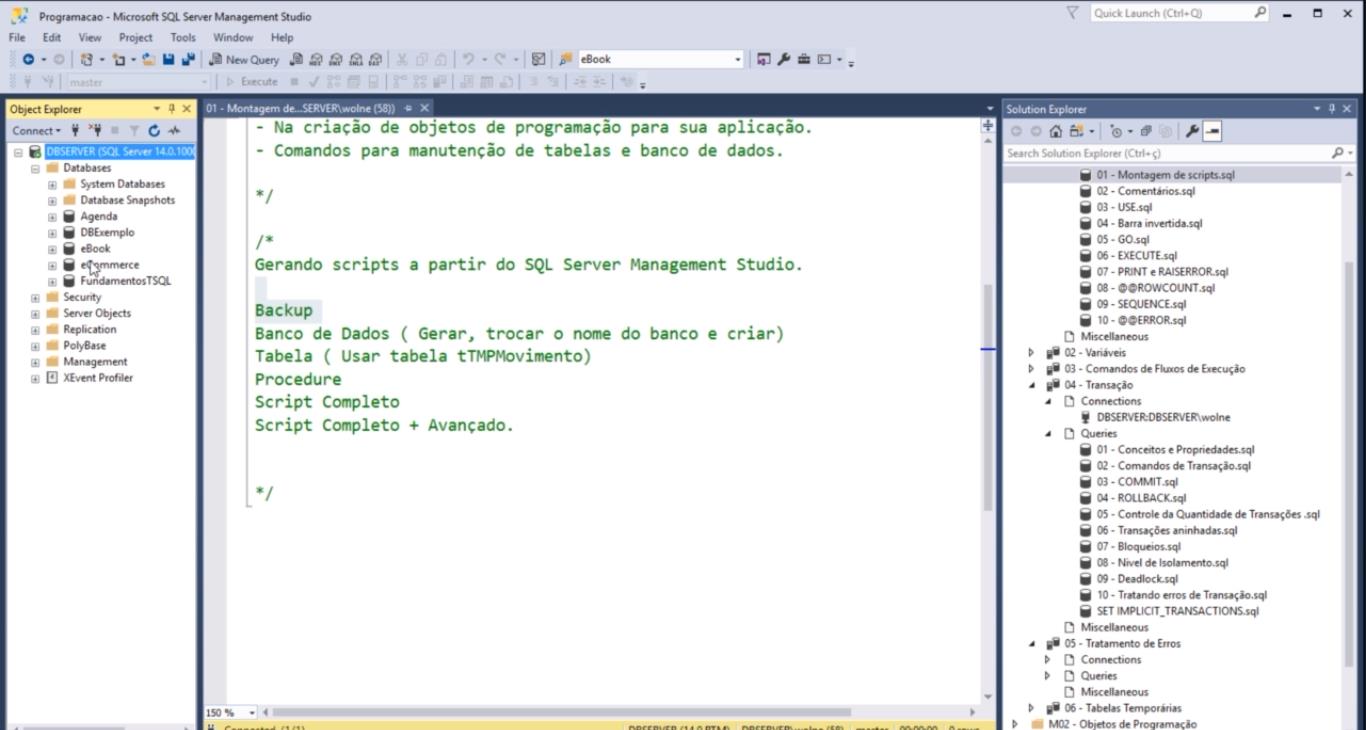 Programacao - Microsoft SQL Server Management Studio
Quick Launch (Ctrl+Q)
File Edit View Project Tools Window Help
New Query
eBook
master
Execute
Object Explorer
Connect
DBSERVER (SQL Server 14.0.100
Databases
System Databases
Database Snapshots
Agenda
DBExemplo
eBook
eCommerce
FundamentosTSQL
Security
Server Objects
Replication
PolyBase
Management
XEvent Profiler
01 - Montagem de...SERVER\wolne (58))
- Na criação de objetos de programação para sua aplicação.
- Comandos para manutenção de tabelas e banco de dados.
*/
/*
Gerando scripts a partir do SQL Server Management Studio.
Backup
Banco de Dados ( Gerar, trocar o nome do banco e criar)
Tabela ( Usar tabela tTMPMovimento)
Procedure
Script Completo
Script Completo + Avançado.
*/
150 %
Connected. (1/1)
DBSERVER (14.0 RTM)
DBSERVER\wolne (58)
master
00:00:00
0 rows
Solution Explorer
Search Solution Explorer (Ctrl+ç)
01 - Montagem de scripts.sql
02 - Comentários.sql
03 - USE.sql
04 - Barra invertida.sql
05 - GO.sql
06 - EXECUTE.sql
07 - PRINT e RAISERROR.sql
08 - @@ROWCOUNT.sql
09 - SEQUENCE.sql
10 - @@ERROR.sql
Miscellaneous
02 - Variáveis
03 - Comandos de Fluxos de Execução
04 - Transação
Connections
DBSERVER:DBSERVER\wolne
Queries
01 - Conceitos e Propriedades.sql
02 - Comandos de Transação.sql
03 - COMMIT.sql
04 - ROLLBACK.sql
05 - Controle da Quantidade de Transações .sql
06 - Transações aninhadas.sql
07 - Bloqueios.sql
08 - Nivel de Isolamento.sql
09 - Deadlock.sql
10 - Tratando erros de Transação.sql
SET IMPLICIT_TRANSACTIONS.sql
Miscellaneous
05 - Tratamento de Erros
Connections
Queries
Miscellaneous
06 - Tabelas Temporárias
M02 - Objetos de Programação